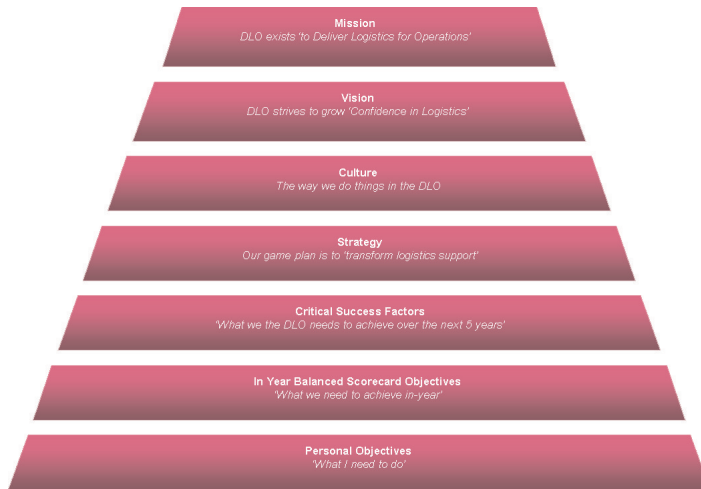 Mission
DLO exists 'to Deliver Logistics for Operations'
Vision
DLO strives to grow 'Confidence in Logistics'
Culture
The way we do things in the DLO
Strategy
Our game plan is to 'transform logistics support'
Critical Success Factors
'What we the DLO needs to achieve over the next 5 years'
In Year Balanced Scorecard Objectives
'What we need to achieve in-year'
Personal Objectives
'What I need to do'